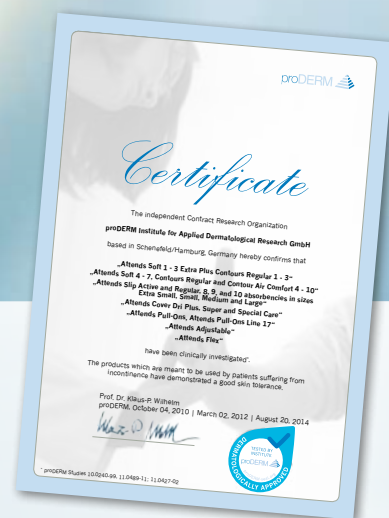 proDERM
Certificate
The independent Contract Research Organization
proDERM Institute for Applied Dermatological Research GmbH
based in Schenefeld/Hamburg, Germany hereby confirms that
„Attends Soft 1 - 3 Extra Plus Contours Regular 1 - 3“
„Attends Soft 4 - 7, Contours Regular and Contour Air Comfort 4 - 10“
„Attends Slip Active and Regular, 8, 9, and 10 absorbencies in sizes
Extra Small, Small, Medium and Large“
„Attends Cover Dri Plus, Super and Special Care“
„Attends Pull-Ons, Attends Pull-Ons Line 17“
„Attends Adjustable“
„Attends Flex“
have been clinically investigated*.
The products which are meant to be used by patients suffering from
Incontinence have demonstrated a good skin tolerance.
Prof. Dr. Klaus-P. Wilhelm
proDERM, October 04, 2010 | March 02, 2012 | August 20, 2014
TESTED BY
INSTITUTE
proDERM
DERMATOLOGICALLY APPROVED
* proDERM Studies 10.0240-99, 11.0489-11; 11.0427-02